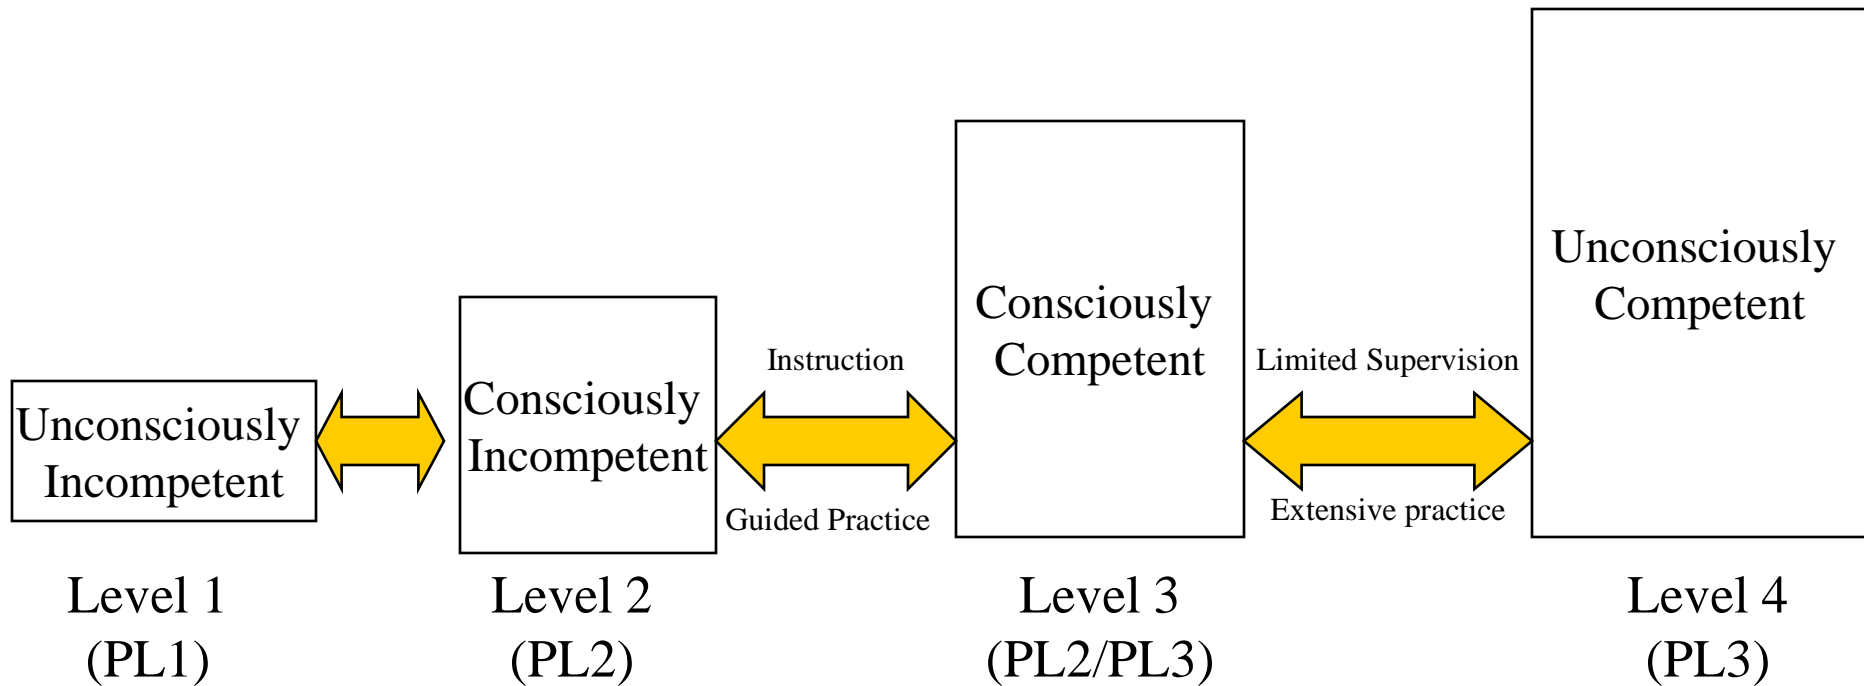 Unconsciously
Incompetent
Consciously
Incompetent
Instruction
Guided Practice
Consciously
Competent
Limited Supervision
Extensive practice
Unconsciously
Competent
Level 1
(PL1)
Level 2
(PL2)
Level 3
(PL2/PL3)
Level 4
(PL3)